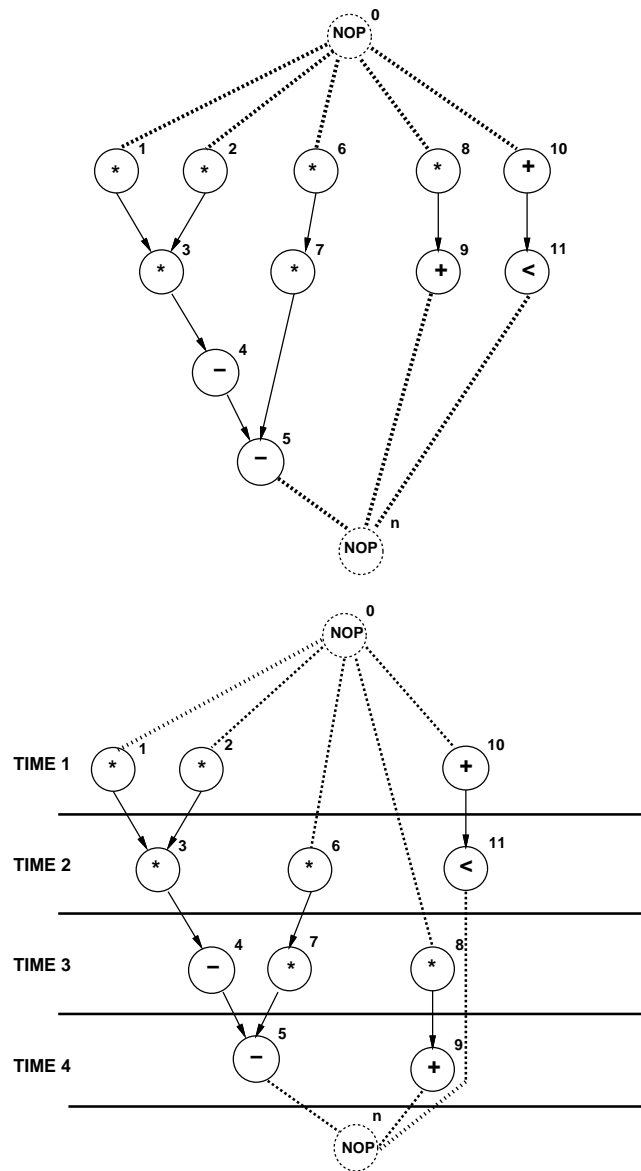 0
NOP
1 2 6 8 10
* * * * +
3 7 9 11
* * + <
4
−
5
−
n
NOP
0
NOP
1 2 10
TIME 1 * * +
3 6 11
TIME 2 * * <
4 7 8
TIME 3 − * *
5 9
TIME 4 − +
n
NOP